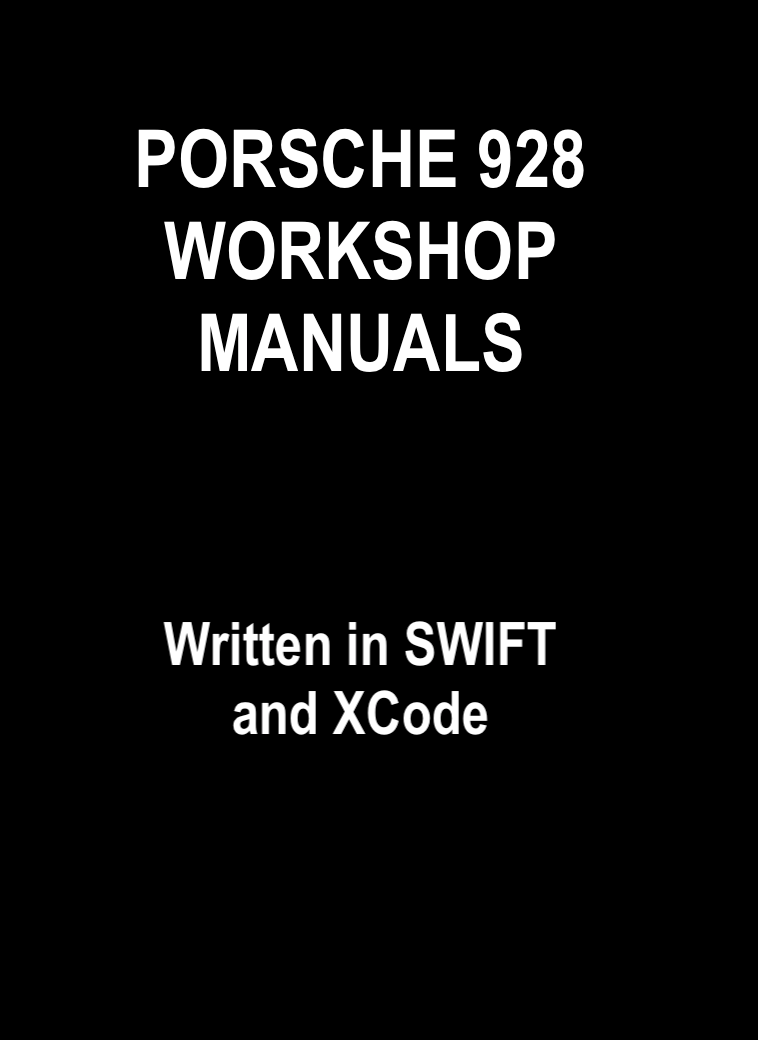 PORSCHE 928
WORKSHOP
MANUALS
Written in SWIFT
and XCode